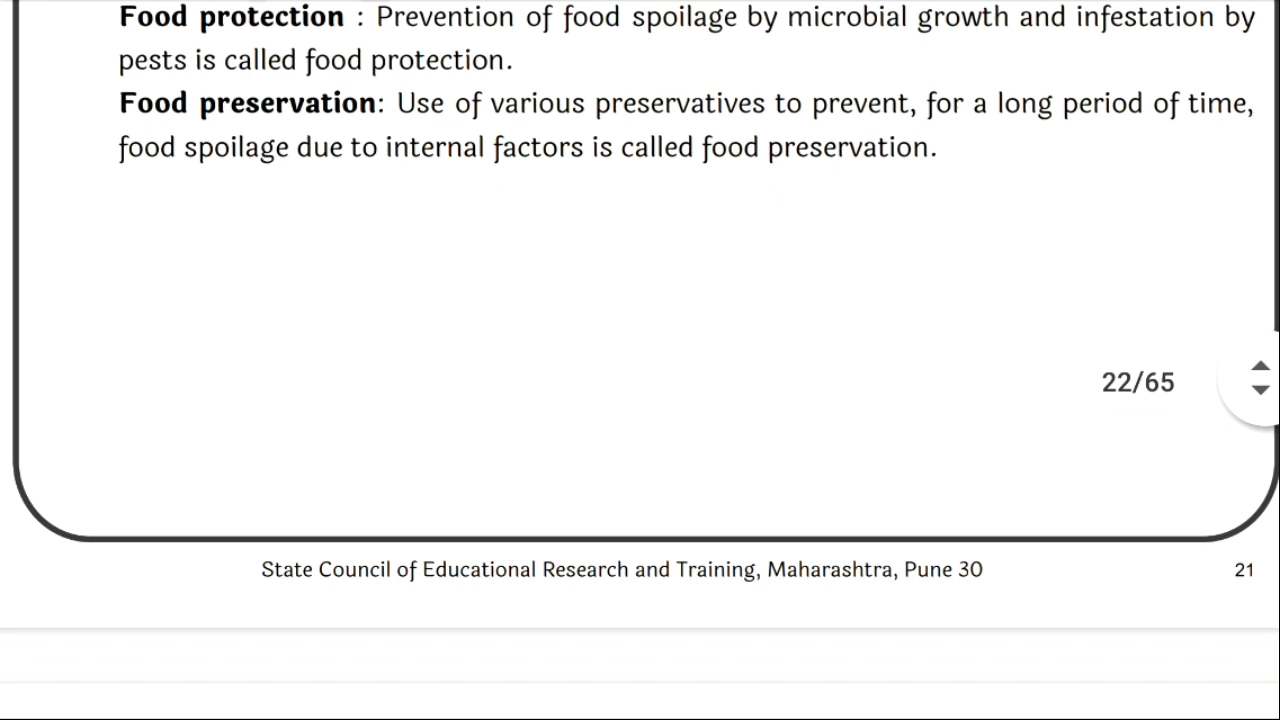 Food protection : Prevention of food spoilage by microbial growth and infestation by
pests is called food protection.
Food preservation: Use of various preservatives to prevent, for a long period of time,
food spoilage due to internal factors is called food preservation.
22/65
State Council of Educational Research and Training, Maharashtra, Pune 30
21